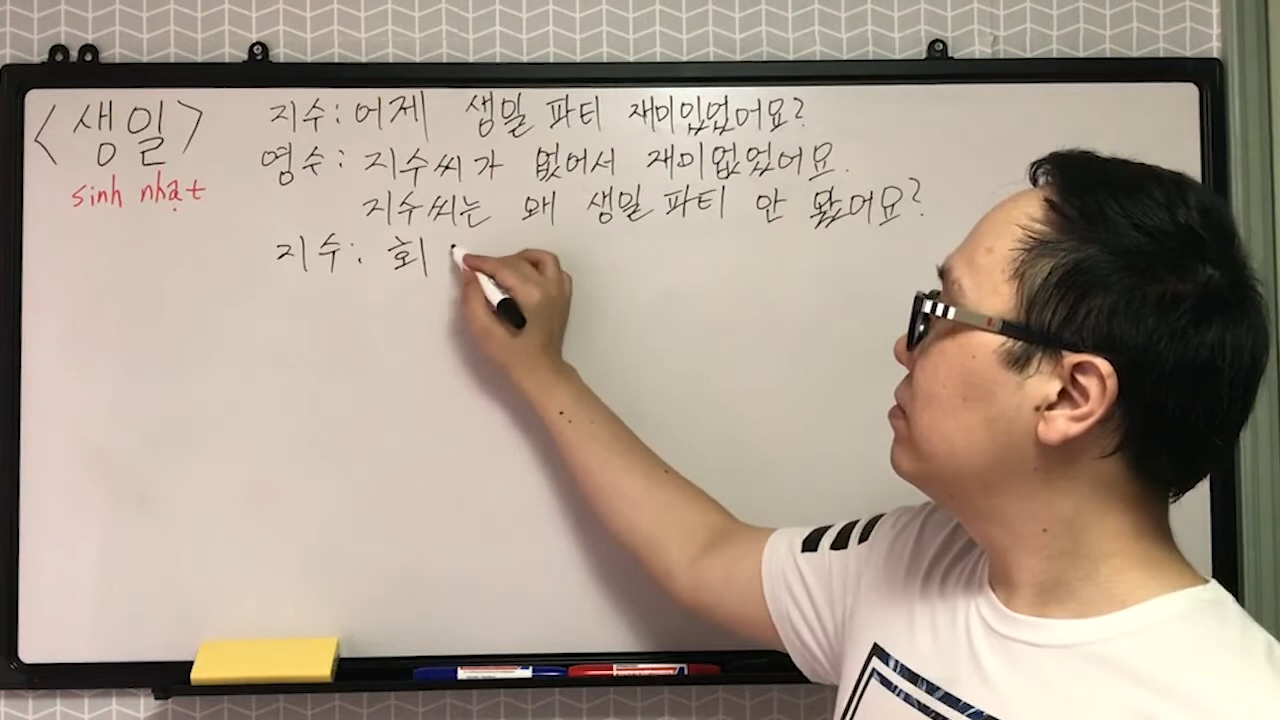 <생일>
sinh nhạt
지수: 어제 생일 파티 재미있었어요?
영수: 지수씨가 없어서 재미없었어요.
지수씨는 왜 생일 파티 안 왔어요?
지수: 회